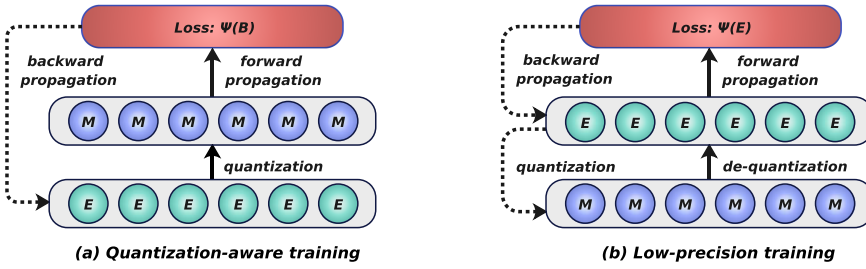 Loss: Ψ(B)
backward
propagation
forward
propagation
M M M M M M
quantization
E E E E E E
(a) Quantization-aware training
Loss: Ψ(E)
backward
propagation
forward
propagation
E E E E E E
quantization
de-quantization
M M M M M M
(b) Low-precision training